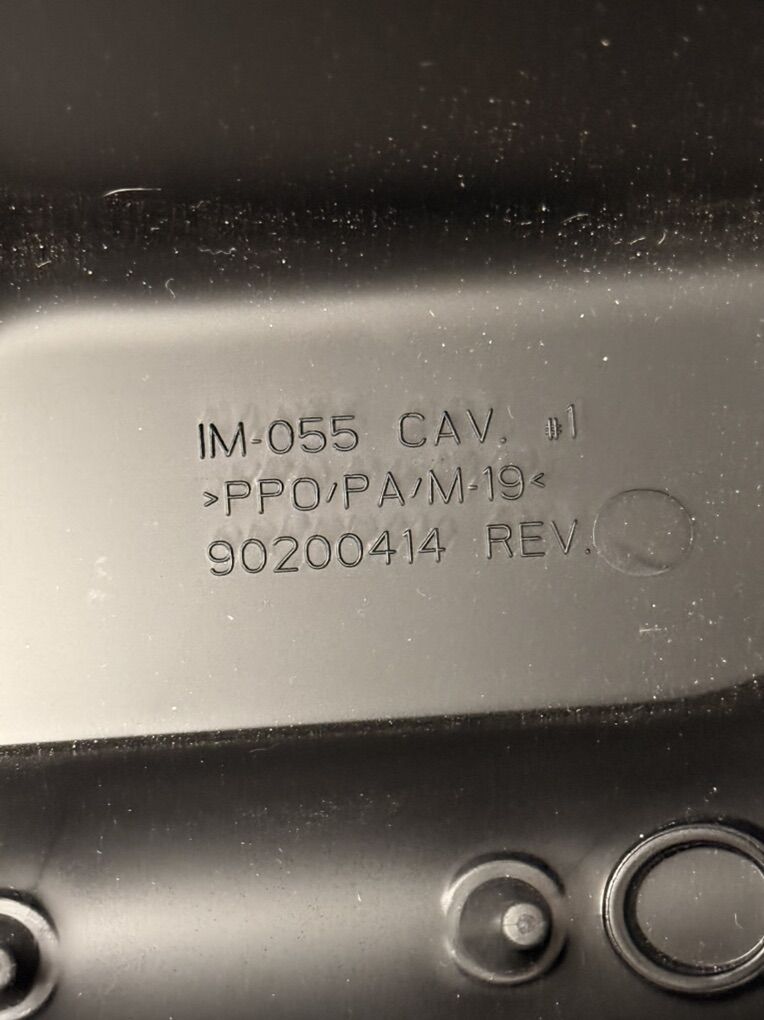 IM-055 CAV. #1
>PPO/PA/M-19<
90200414 REV.